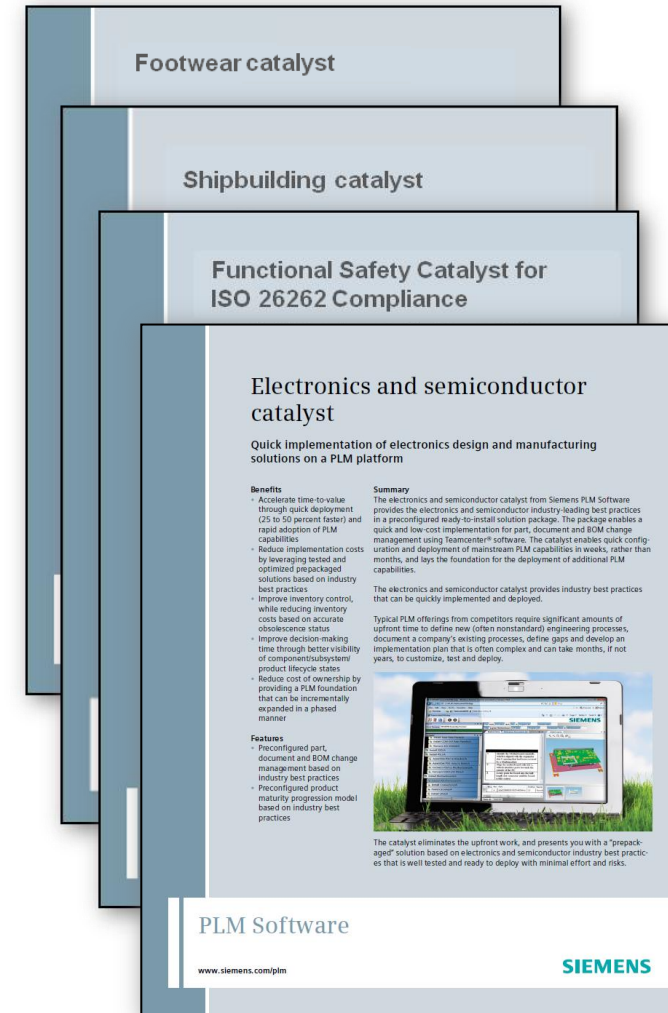 Footwear catalyst
Shipbuilding catalyst
Functional Safety Catalyst for
ISO 26262 Compliance
Electronics and semiconductor
catalyst
Quick implementation of electronics design and manufacturing
solutions on a PLM platform
Benefits
• Accelerate time-to-value
through quick deployment
(25 to 50 percent faster) and
rapid adoption of PLM
capabilities
• Reduce implementation costs
by leveraging tested and
optimized prepackaged
solutions based on industry
best practices
• Improve inventory control,
while reducing inventory
costs based on accurate
obsolescence status
• Improve decision-making
time through better visibility
of component/subsystem/
product lifecycle states
• Reduce cost of ownership by
providing a PLM foundation
that can be incrementally
expanded in a phased
manner
Features
• Preconfigured part,
document and BOM change
management based on
industry best practices
• Preconfigured product
maturity progression model
based on industry best
practices
Summary
The electronics and semiconductor catalyst from Siemens PLM Software
provides the electronics and semiconductor industry-leading best practices
in a preconfigured ready-to-install solution package. The package enables a
quick and low-cost implementation for part, document and BOM change
management using Teamcenter® software. The catalyst enables quick config-
uration and deployment of mainstream PLM capabilities in weeks, rather than
months, and lays the foundation for the deployment of additional PLM
capabilities.
The electronics and semiconductor catalyst provides industry best practices
that can be quickly implemented and deployed.
Typical PLM offerings from competitors require significant amounts of
upfront time to define new (often nonstandard) engineering processes,
document a company's existing processes, define gaps and develop an
implementation plan that is often complex and can take months, if not
years, to customize, test and deploy.
SIEMENS
The catalyst eliminates the upfront work, and presents you with a "prepack-
aged" solution based on electronics and semiconductor industry best practic-
es that is well tested and ready to deploy with minimal effort and risks.
PLM Software
www.siemens.com/plm
SIEMENS